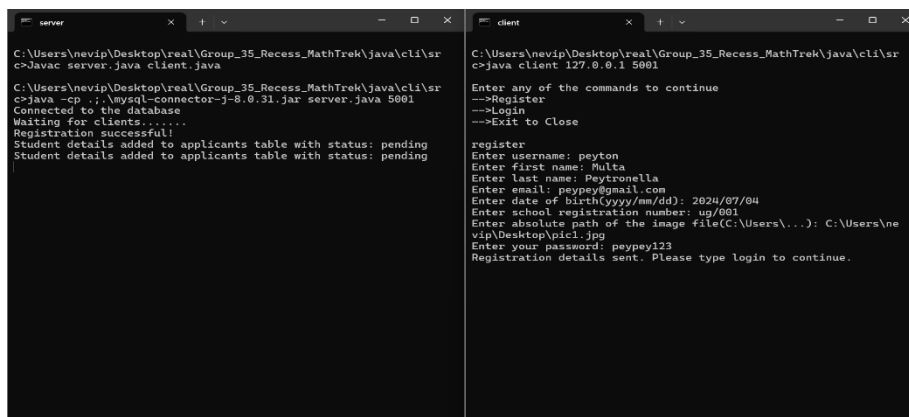 server
C:\Users\nevip\Desktop\real\Group_35_Recess_MathTrek\java\cli\sr
c>Javac server.java client.java
C:\Users\nevip\Desktop\real\Group_35_Recess_MathTrek\java\cli\sr
c>java -cp .;.\mysql-connector-j-8.0.31.jar server.java 5001
Connected to the database
Waiting for clients.......
Registration successful!
Student details added to applicants table with status: pending
Student details added to applicants table with status: pending
client
C:\Users\nevip\Desktop\real\Group_35_Recess_MathTrek\java\cli\sr
c>java client 127.0.0.1 5001
Enter any of the commands to continue
-->Register
-->Login
-->Exit to Close
register
Enter username: peyton
Enter first name: Multa
Enter last name: Peytronella
Enter email: peypey@gmail.com
Enter date of birth(yyyy/mm/dd): 2024/07/04
Enter school registration number: ug/001
Enter absolute path of the image file(C:\Users\...): C:\Users\ne
vip\Desktop\pic1.jpg
Enter your password: peypey123
Registration details sent. Please type login to continue.